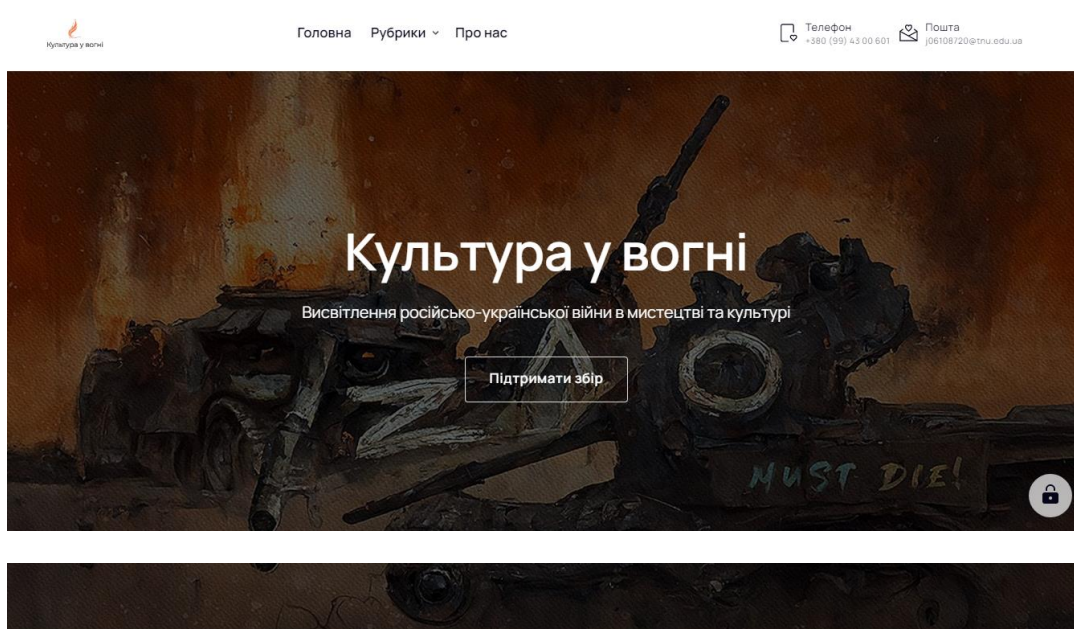 Культура у вогні
Головна Рубрики Про нас
Телефон
+380 (99) 43 00 601
Пошта
j06108720@tnu.edu.ua
Культура у вогні
Висвітлення російсько-української війни в мистецтві та культурі
Підтримати збір
ZЛО
MUST DIE!